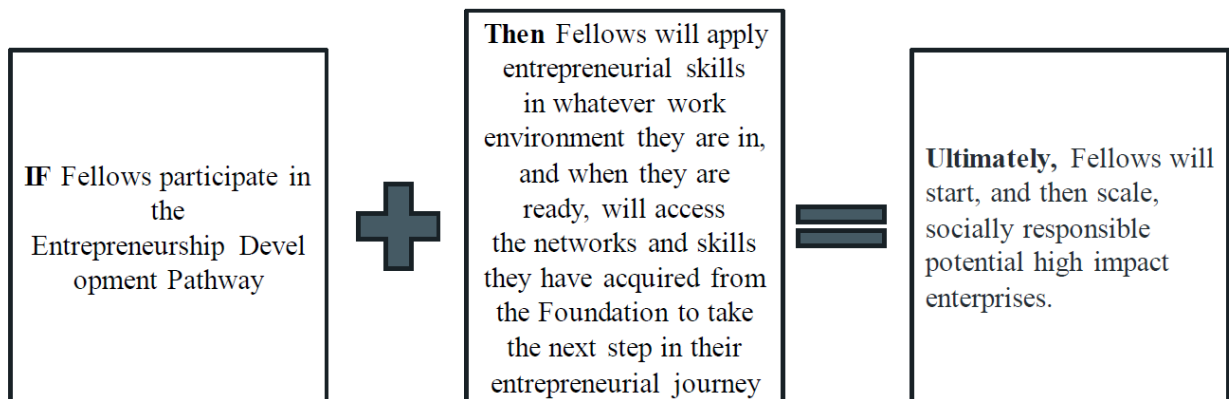 IF Fellows participate in
the
Entrepreneurship Devel
opment Pathway
Then Fellows will apply
entrepreneurial skills
in whatever work
environment they are in,
and when they are
ready, will access
the networks and skills
they have acquired from
the Foundation to take
the next step in their
entrepreneurial journey
Ultimately, Fellows will
start, and then scale,
socially responsible
potential high impact
enterprises.